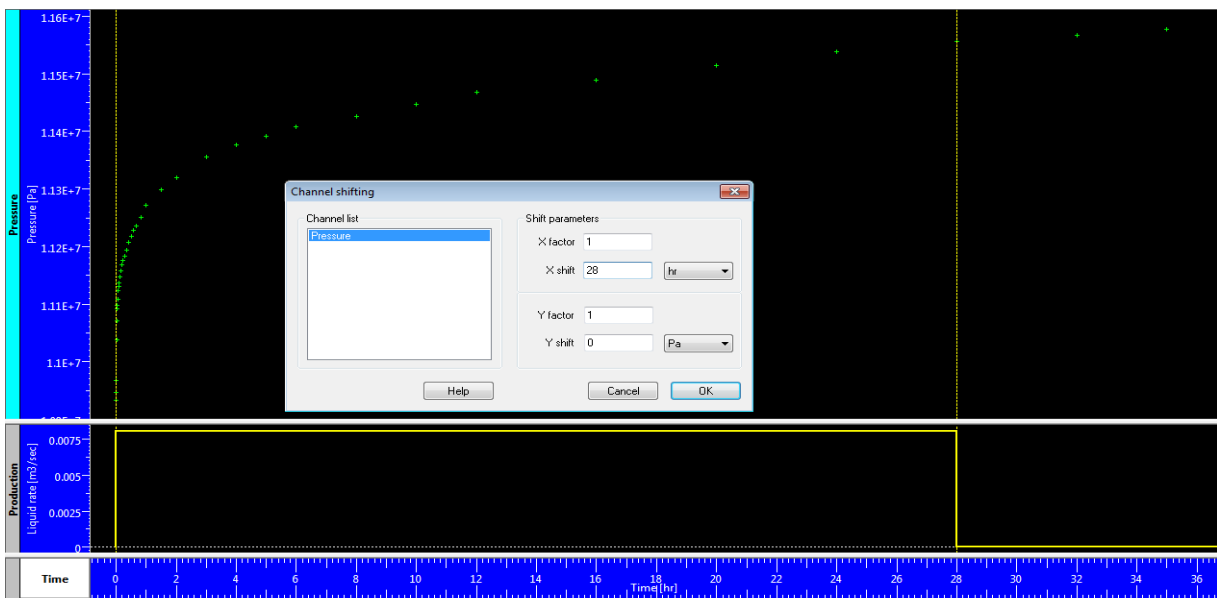 1.16E+7
1.15E+7
1.14E+7
1.13E+7
1.12E+7
1.11E+7
1.1E+7
Pressure
Pressure [Pa]
Channel shifting
Channel list
Pressure
Shift parameters
X factor 1
X shift 28 hr
Y factor 1
Y shift 0 Pa
Help Cancel OK
Production
Liquid rate [m3/sec]
0.0075
0.005
0.0025
0
Time
0 2 4 6 8 10 12 14 16 18 20 22 24 26 28 30 32 34 36
Time [hr]